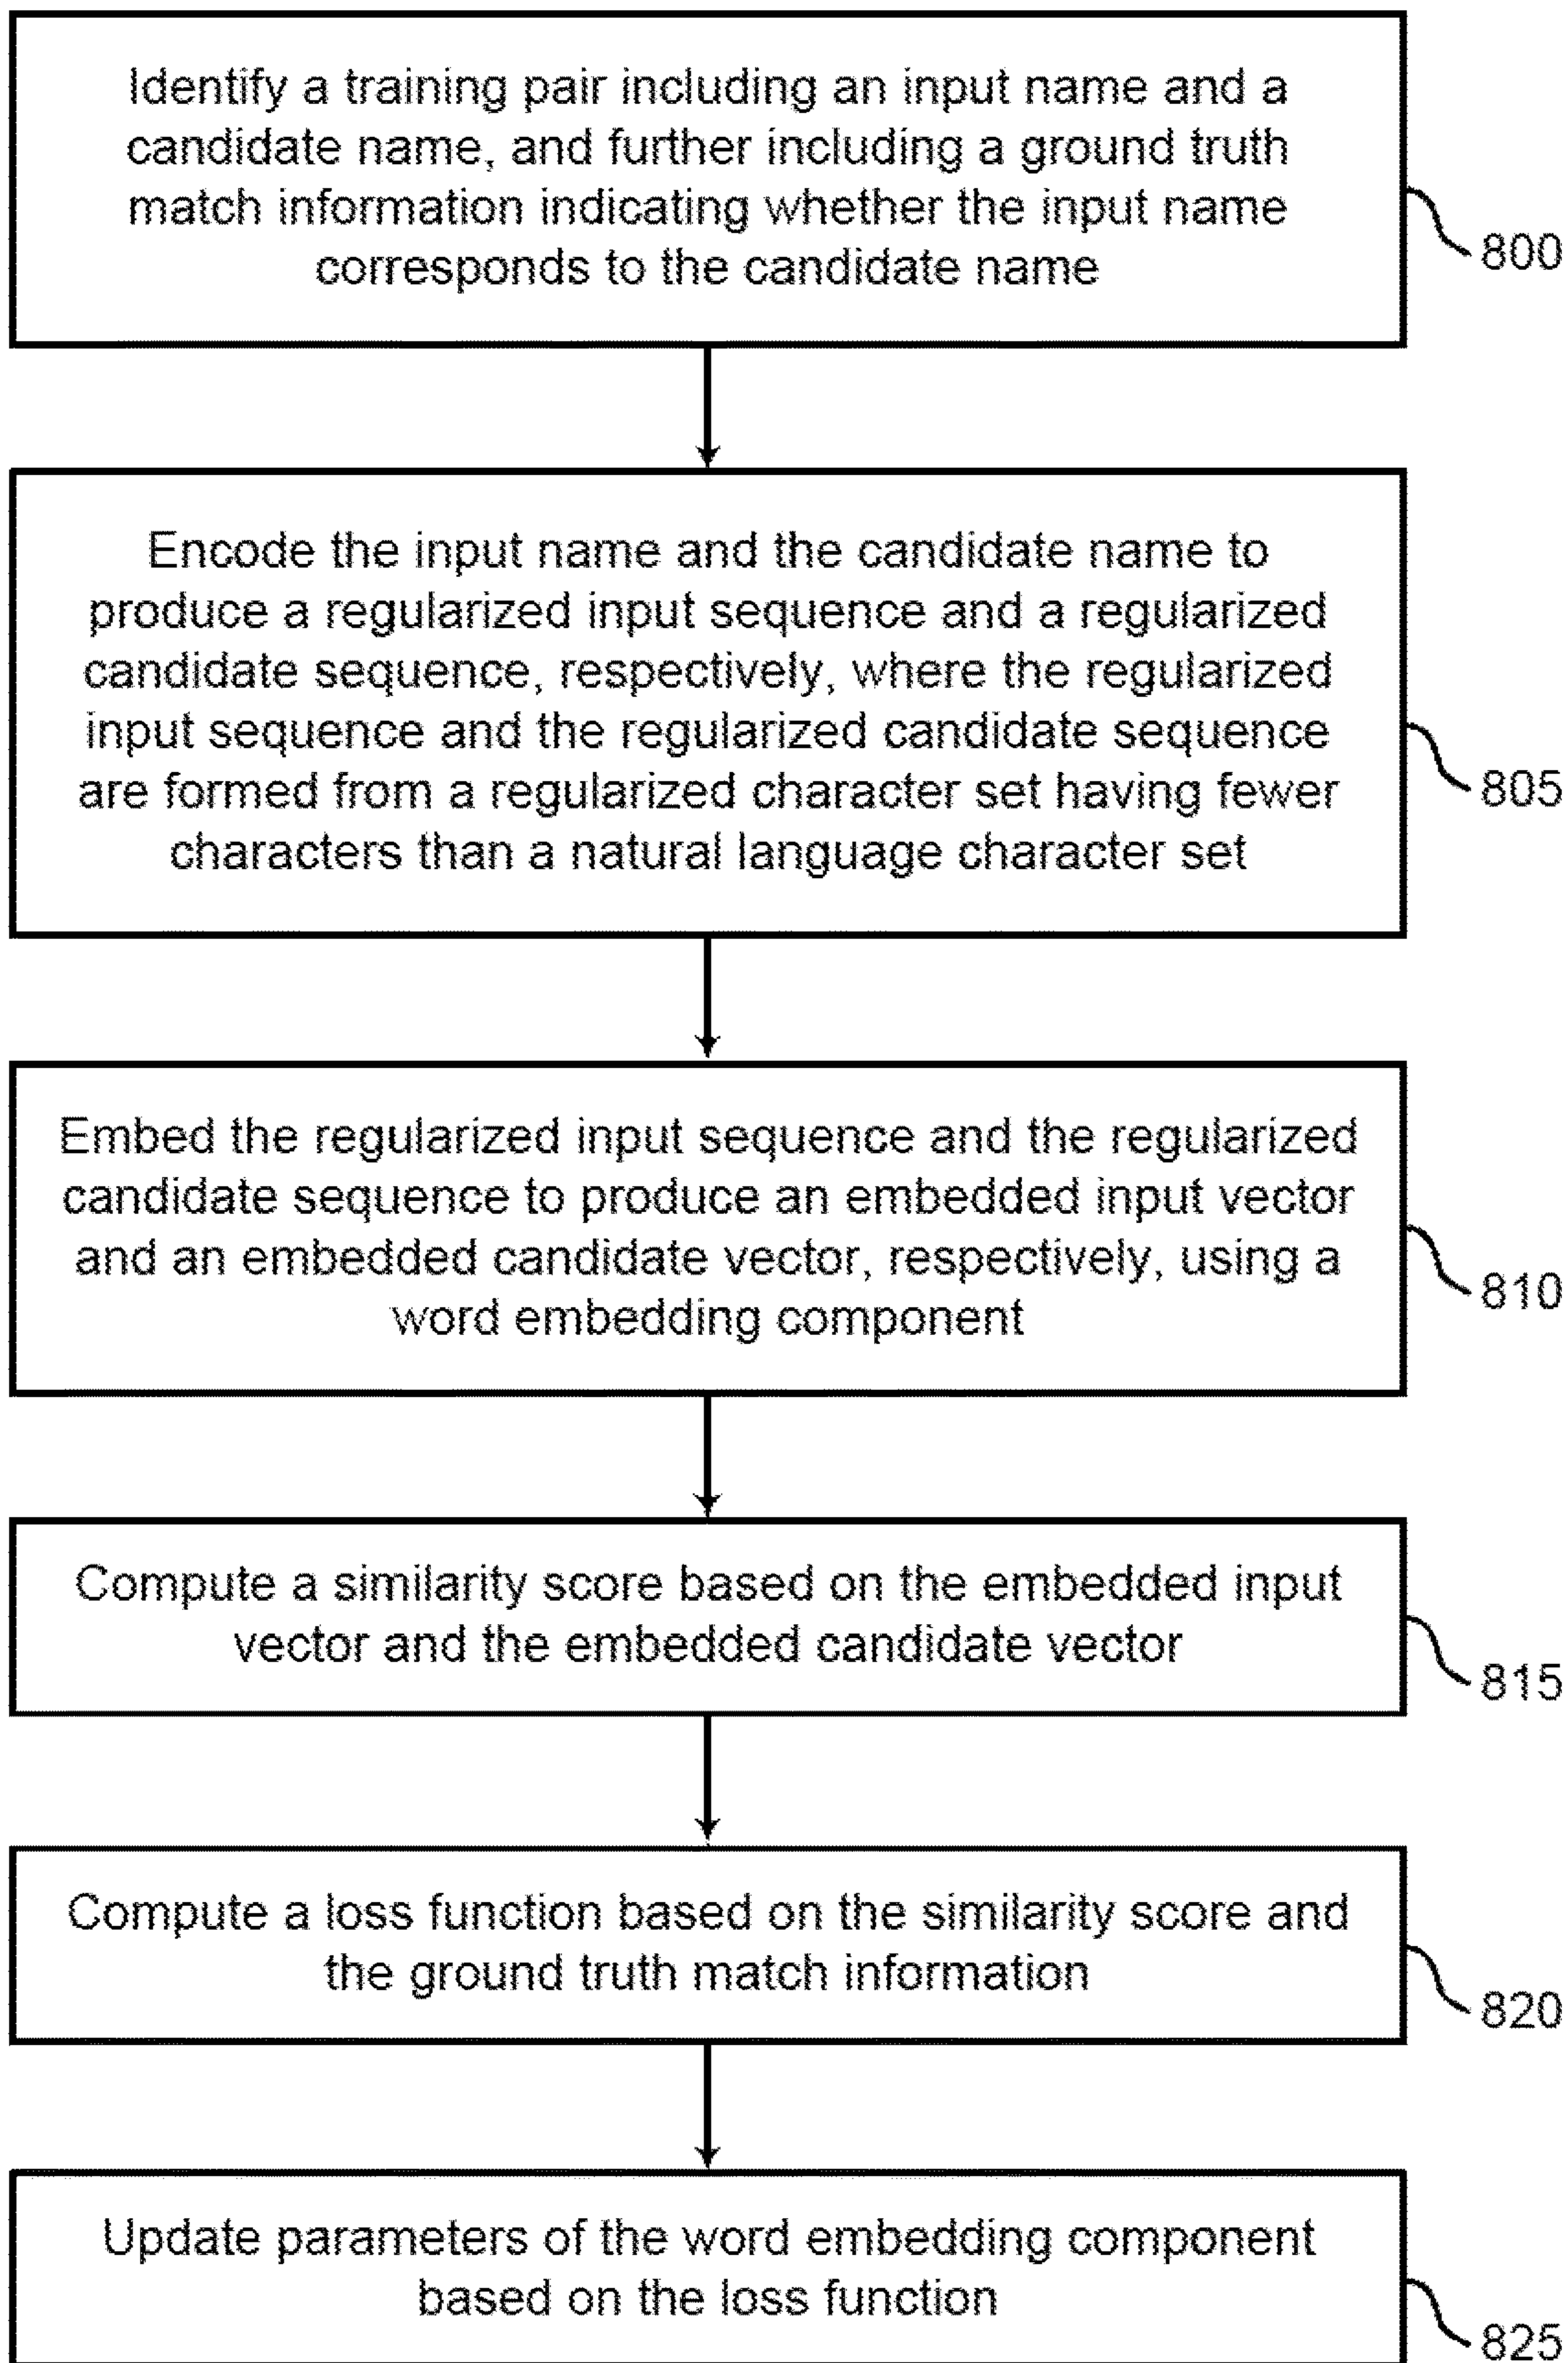 Identify a training pair including an input name and a
candidate name, and further including a ground truth
match information indicating whether the input name
corresponds to the candidate name
800
Encode the input name and the candidate name to
produce a regularized input sequence and a regularized
candidate sequence, respectively, where the regularized
input sequence and the regularized candidate sequence
are formed from a regularized character set having fewer
characters than a natural language character set
805
Embed the regularized input sequence and the regularized
candidate sequence to produce an embedded input vector
and an embedded candidate vector, respectively, using a
word embedding component
810
Compute a similarity score based on the embedded input
vector and the embedded candidate vector
815
Compute a loss function based on the similarity score and
the ground truth match information
820
Update parameters of the word embedding component
based on the loss function
825